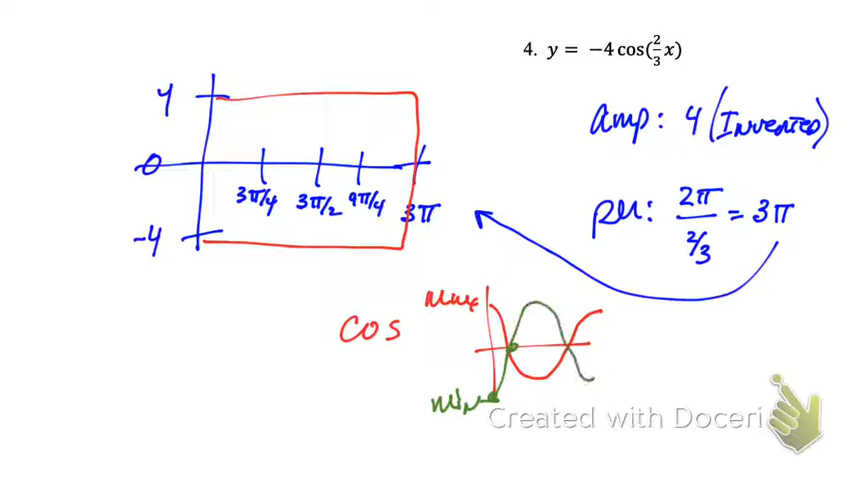 4. y = −4 cos(2/3 x)
4
0
-4
3π/4
3π/2
9π/4
3π
amp: 4 (Inverted)
per: 2π / 2/3 = 3π
cos
max
min
Created with Doceri